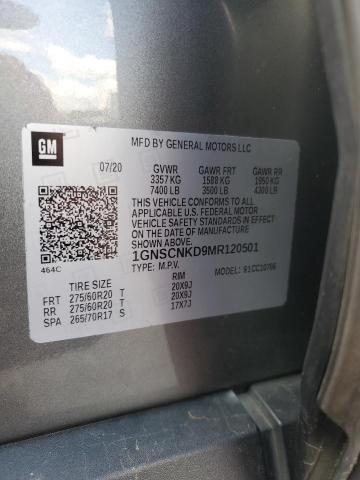 GM
MFD BY GENERAL MOTORS LLC
07/20 GVWR GAWR FRT GAWR RR
3357 KG 1588 KG 1950 KG
7400 LB 3500 LB 4300 LB
THIS VEHICLE CONFORMS TO ALL APPLICABLE
U.S. FEDERAL MOTOR
VEHICLE SAFETY STANDARDS IN EFFECT ON THE
DATE OF MANUFACTURE SHOWN ABOVE.
1GNSCNKD9MR120501
464C
TYPE: M.P.V. MODEL: 91CC10706
TIRE SIZE RIM
FRT 275/60R20 T 20X9J
RR 275/60R20 T 20X9J
SPA 265/70R17 S 17X7J